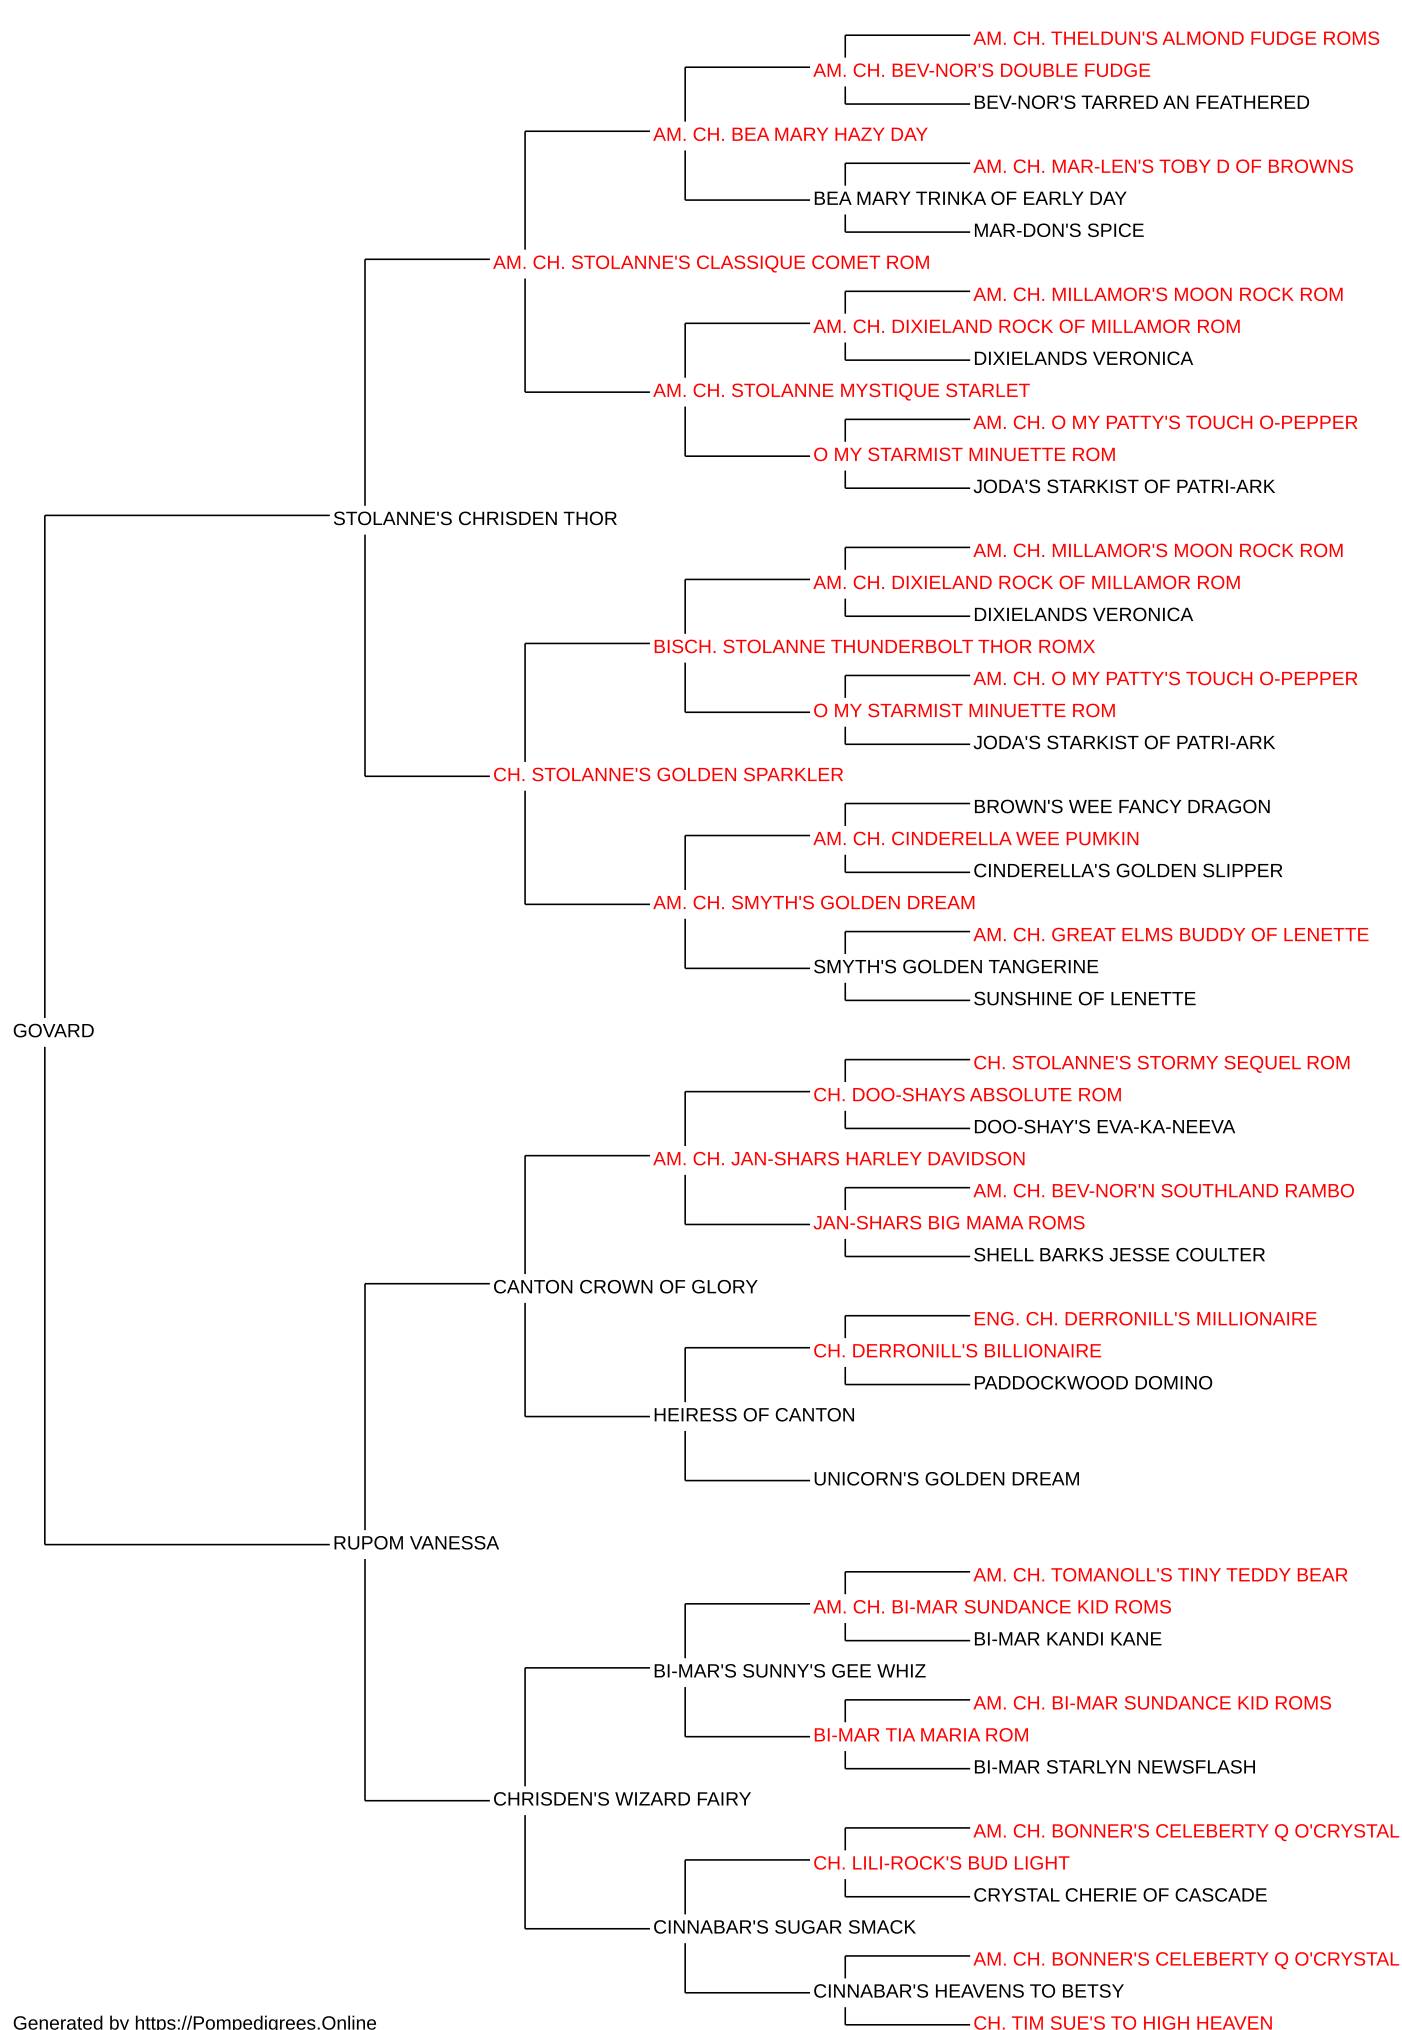 AM. CH. THELDUN'S ALMOND FUDGE ROMS
AM. CH. BEV-NOR'S DOUBLE FUDGE
BEV-NOR'S TARRED AN FEATHERED
AM. CH. BEA MARY HAZY DAY
AM. CH. MAR-LEN'S TOBY D OF BROWNS
BEA MARY TRINKA OF EARLY DAY
MAR-DON'S SPICE
AM. CH. STOLANNE'S CLASSIQUE COMET ROM
AM. CH. MILLAMOR'S MOON ROCK ROM
AM. CH. DIXIELAND ROCK OF MILLAMOR ROM
DIXIELANDS VERONICA
AM. CH. STOLANNE MYSTIQUE STARLET
AM. CH. O MY PATTY'S TOUCH O-PEPPER
O MY STARMIST MINUETTE ROM
JODA'S STARKIST OF PATRI-ARK
STOLANNE'S CHRISDEN THOR
AM. CH. MILLAMOR'S MOON ROCK ROM
AM. CH. DIXIELAND ROCK OF MILLAMOR ROM
DIXIELANDS VERONICA
BISCH. STOLANNE THUNDERBOLT THOR ROMX
AM. CH. O MY PATTY'S TOUCH O-PEPPER
O MY STARMIST MINUETTE ROM
JODA'S STARKIST OF PATRI-ARK
CH. STOLANNE'S GOLDEN SPARKLER
BROWN'S WEE FANCY DRAGON
AM. CH. CINDERELLA WEE PUMKIN
CINDERELLA'S GOLDEN SLIPPER
AM. CH. SMYTH'S GOLDEN DREAM
AM. CH. GREAT ELMS BUDDY OF LENETTE
SMYTH'S GOLDEN TANGERINE
SUNSHINE OF LENETTE
GOVARD
CH. STOLANNE'S STORMY SEQUEL ROM
CH. DOO-SHAYS ABSOLUTE ROM
DOO-SHAY'S EVA-KA-NEEVA
AM. CH. JAN-SHARS HARLEY DAVIDSON
AM. CH. BEV-NOR'N SOUTHLAND RAMBO
JAN-SHARS BIG MAMA ROMS
SHELL BARKS JESSE COULTER
CANTON CROWN OF GLORY
ENG. CH. DERRONILL'S MILLIONAIRE
CH. DERRONILL'S BILLIONAIRE
PADDOCKWOOD DOMINO
HEIRESS OF CANTON
UNICORN'S GOLDEN DREAM
RUPOM VANESSA
AM. CH. TOMANOLL'S TINY TEDDY BEAR
AM. CH. BI-MAR SUNDANCE KID ROMS
BI-MAR KANDI KANE
BI-MAR'S SUNNY'S GEE WHIZ
AM. CH. BI-MAR SUNDANCE KID ROMS
BI-MAR TIA MARIA ROM
BI-MAR STARLYN NEWSFLASH
CHRISDEN'S WIZARD FAIRY
AM. CH. BONNER'S CELEBERTY Q O'CRYSTAL
CH. LILI-ROCK'S BUD LIGHT
CRYSTAL CHERIE OF CASCADE
CINNABAR'S SUGAR SMACK
AM. CH. BONNER'S CELEBERTY Q O'CRYSTAL
CINNABAR'S HEAVENS TO BETSY
CH. TIM SUE'S TO HIGH HEAVEN
Generated by https://Pompedigrees.Online